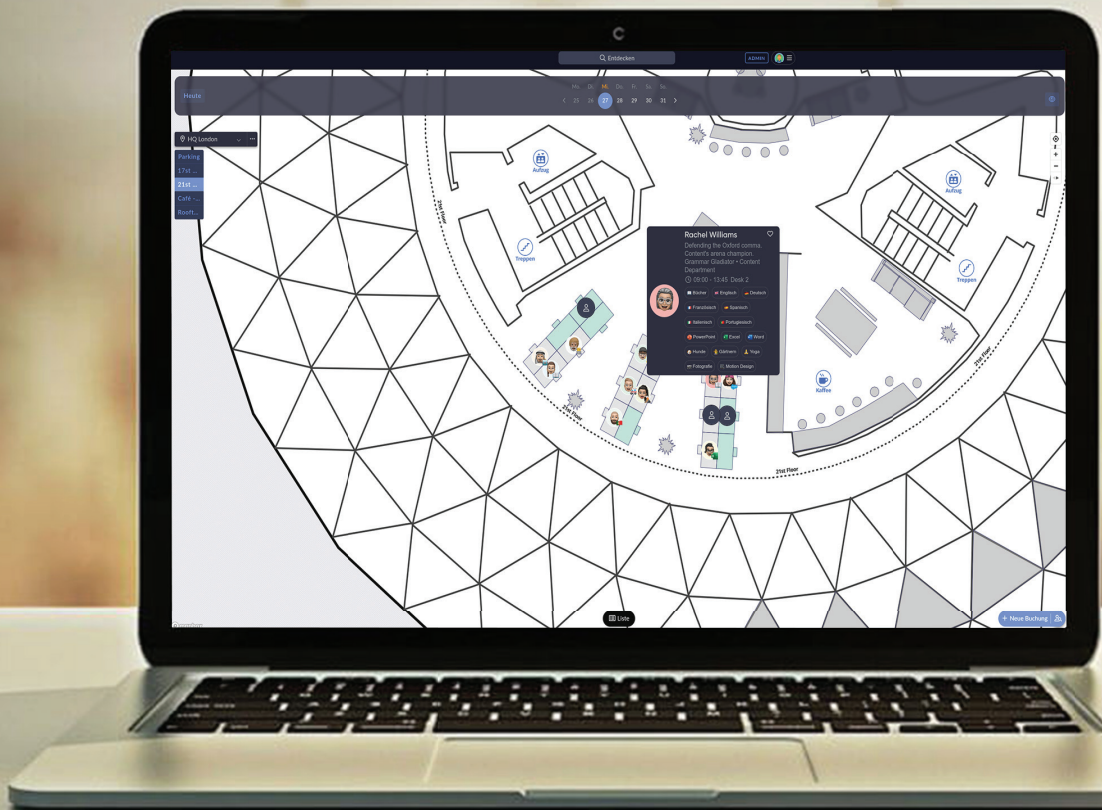 Entdecken
ADMIN
Heute
Mo. Di. Mi. Do. Fr. Sa. So.
25 26 27 28 29 30 31
HQ London
Parking
17st ...
21st ...
Café -...
Rooft...
Aufzug
Aufzug
Treppen
Treppen
21st Floor
21st Floor
21st Floor
21st Floor
Kaffee
Rachel Williams
Defending the Oxford comma.
Content's arena champion.
Grammar Gladiator • Content
Department
09:00 - 13:45 Desk 2
Bücher Englisch Deutsch
Französisch Spanisch
Italienisch Portugiesisch
PowerPoint Excel Word
Hunde Gärtnern Yoga
Fotografie Motion Design
Liste
+ Neue Buchung